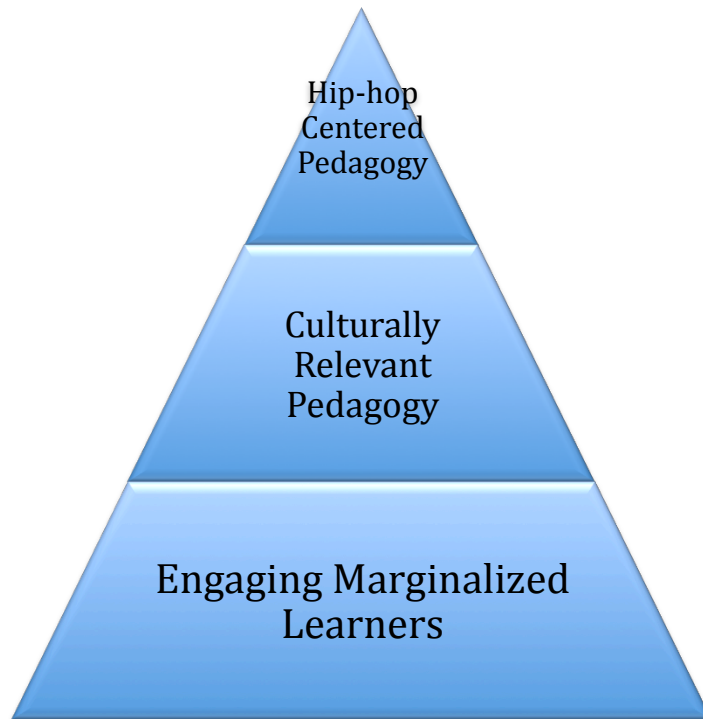 Hip-hop
Centered
Pedagogy
Culturally
Relevant
Pedagogy
Engaging Marginalized
Learners